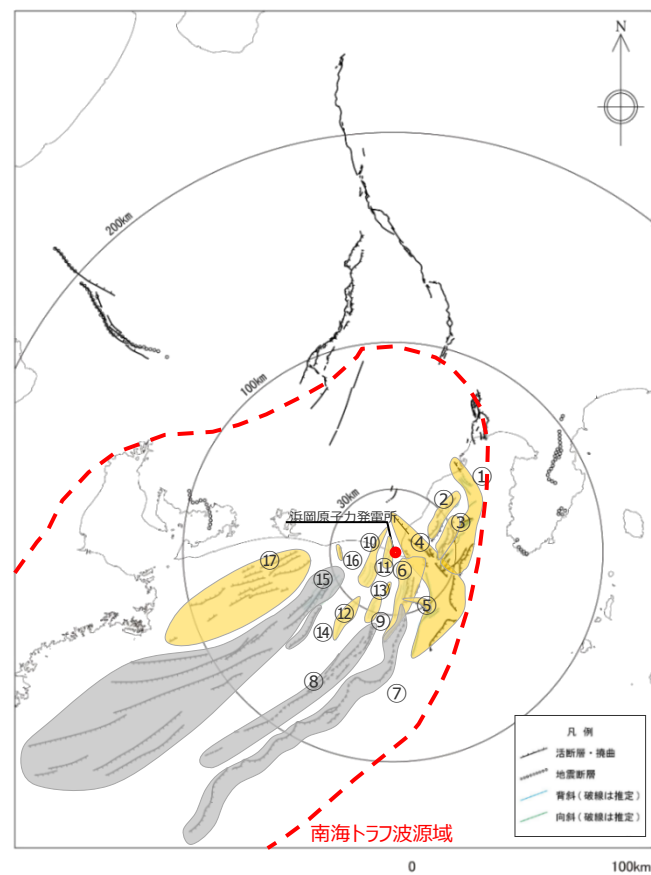 N
200km
100km
30km
浜岡原子力発電所
①
②
③
④
⑩
⑯
⑪
⑥
⑰
⑮
⑬
⑤
⑫
⑨
⑭
⑧
⑦
凡例
活断層・撓曲
地震断層
背斜(破線は推定)
向斜(破線は推定)
南海トラフ波源域
0 100km